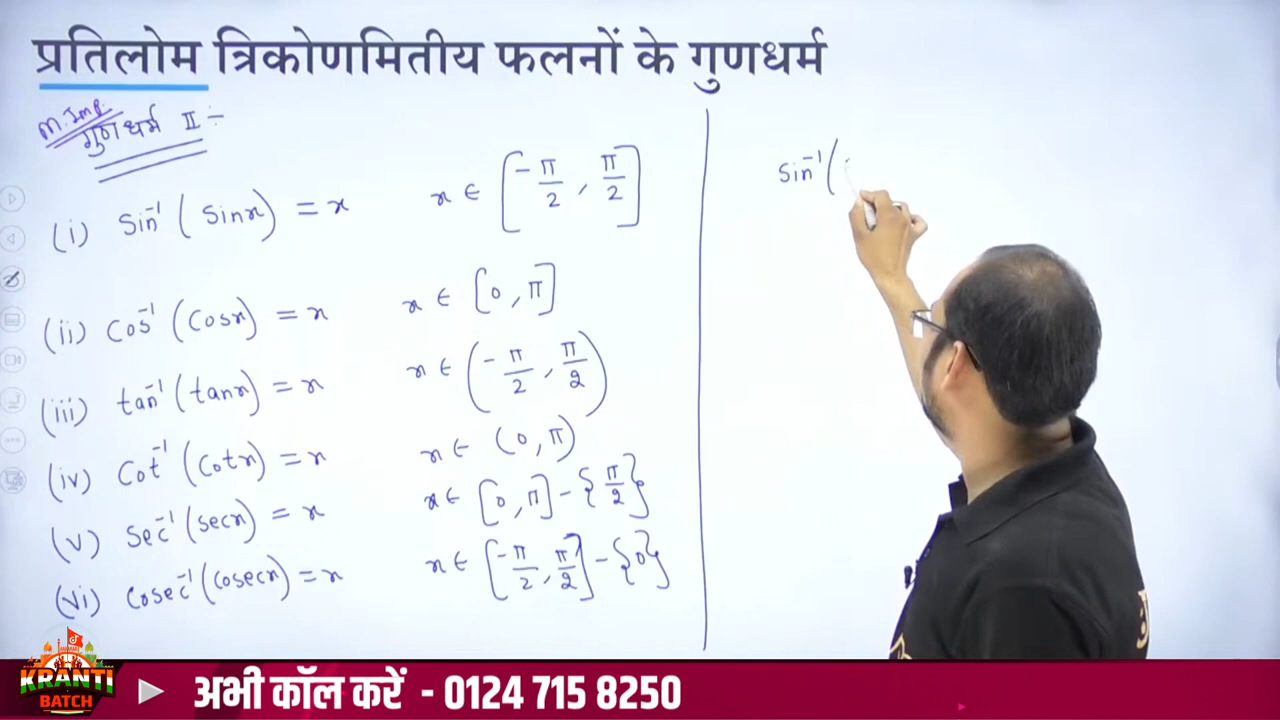 प्रतिलोम त्रिकोणमितीय फलनों के गुणधर्म
M. Imp.
गुणधर्म II :-
(i) Sin⁻¹ (Sinx) = x x ∈ [-π/2, π/2]
(ii) Cos⁻¹ (Cosx) = x x ∈ [0, π]
(iii) tan⁻¹ (tanx) = x x ∈ (-π/2, π/2)
(iv) Cot⁻¹ (Cotx) = x x ∈ (0, π)
(v) Sec⁻¹ (secx) = x x ∈ [0, π] - {π/2}
(vi) Cosec⁻¹ (Cosecx) = x x ∈ [-π/2, π/2] - {0}
Sin⁻¹(
KRANTI
BATCH
अभी कॉल करें - 0124 715 8250